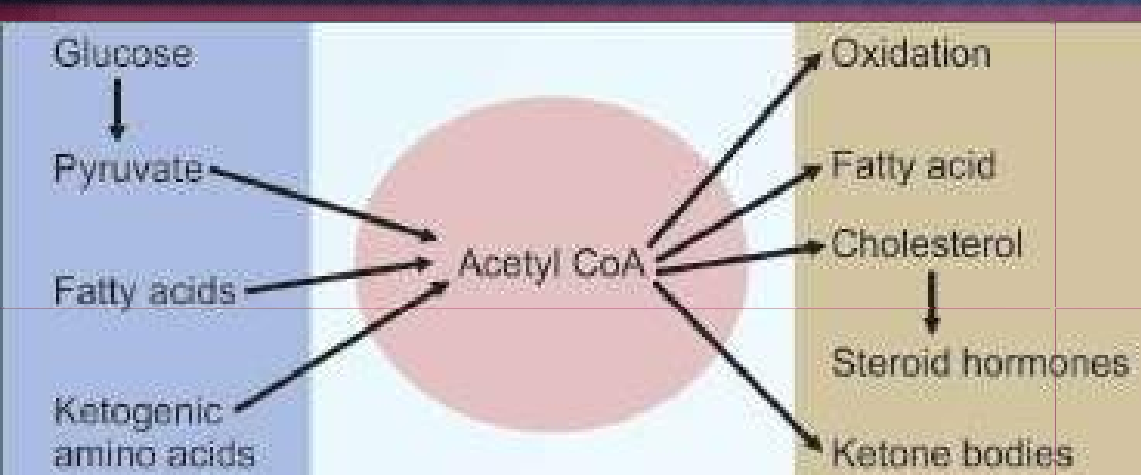 Glucose
Pyruvate
Fatty acids
Ketogenic
amino acids
Acetyl CoA
Oxidation
Fatty acid
Cholesterol
Steroid hormones
Ketone bodies